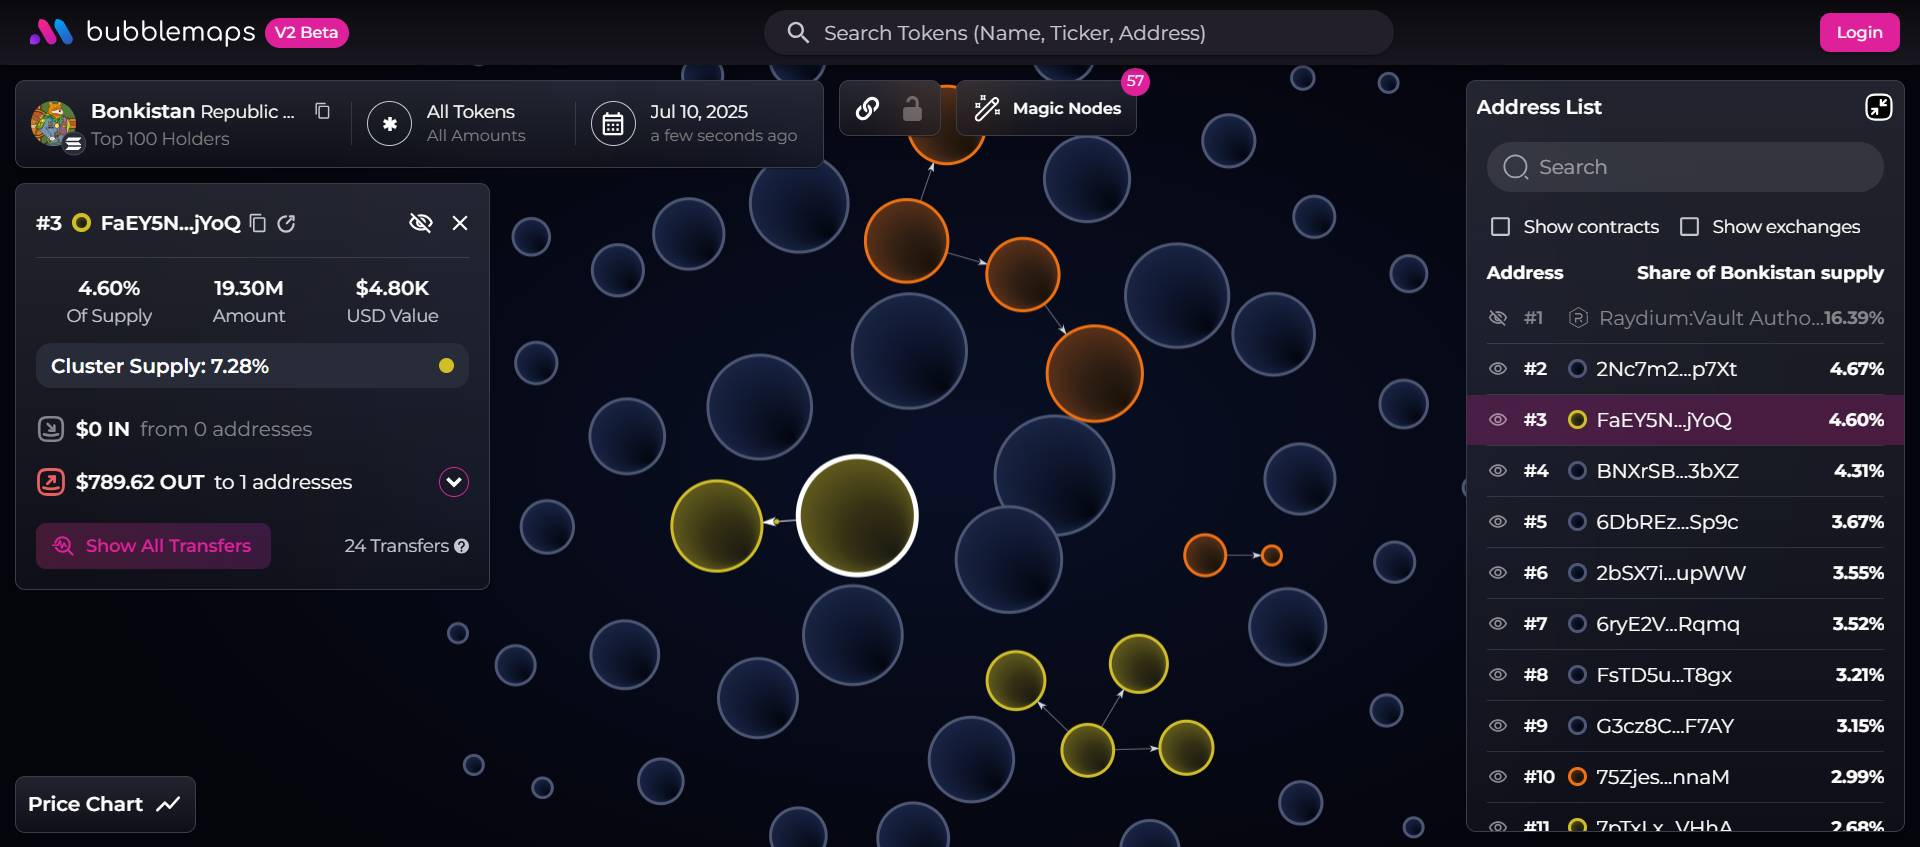 bubblemaps V2 Beta
Search Tokens (Name, Ticker, Address)
Login
Bonkistan Republic ...
Top 100 Holders
All Tokens
All Amounts
Jul 10, 2025
a few seconds ago
Magic Nodes
57
#3 FaEY5N...jYoQ
4.60% 19.30M $4.80K
Of Supply Amount USD Value
Cluster Supply: 7.28%
$0 IN from 0 addresses
$789.62 OUT to 1 addresses
Show All Transfers 24 Transfers ?
Price Chart
Address List
Search
Show contracts Show exchanges
Address Share of Bonkistan supply
#1 Raydium:Vault Autho...16.39%
#2 2Nc7m2...p7Xt 4.67%
#3 FaEY5N...jYoQ 4.60%
#4 BNXrSB...3bXZ 4.31%
#5 6DbREz...Sp9c 3.67%
#6 2bSX7i...upWW 3.55%
#7 6ryE2V...Rqmq 3.52%
#8 FsTD5u...T8gx 3.21%
#9 G3cz8C...F7AY 3.15%
#10 75Zjes...nnaM 2.99%
#11 7pTxLx...VHhA 2.68%